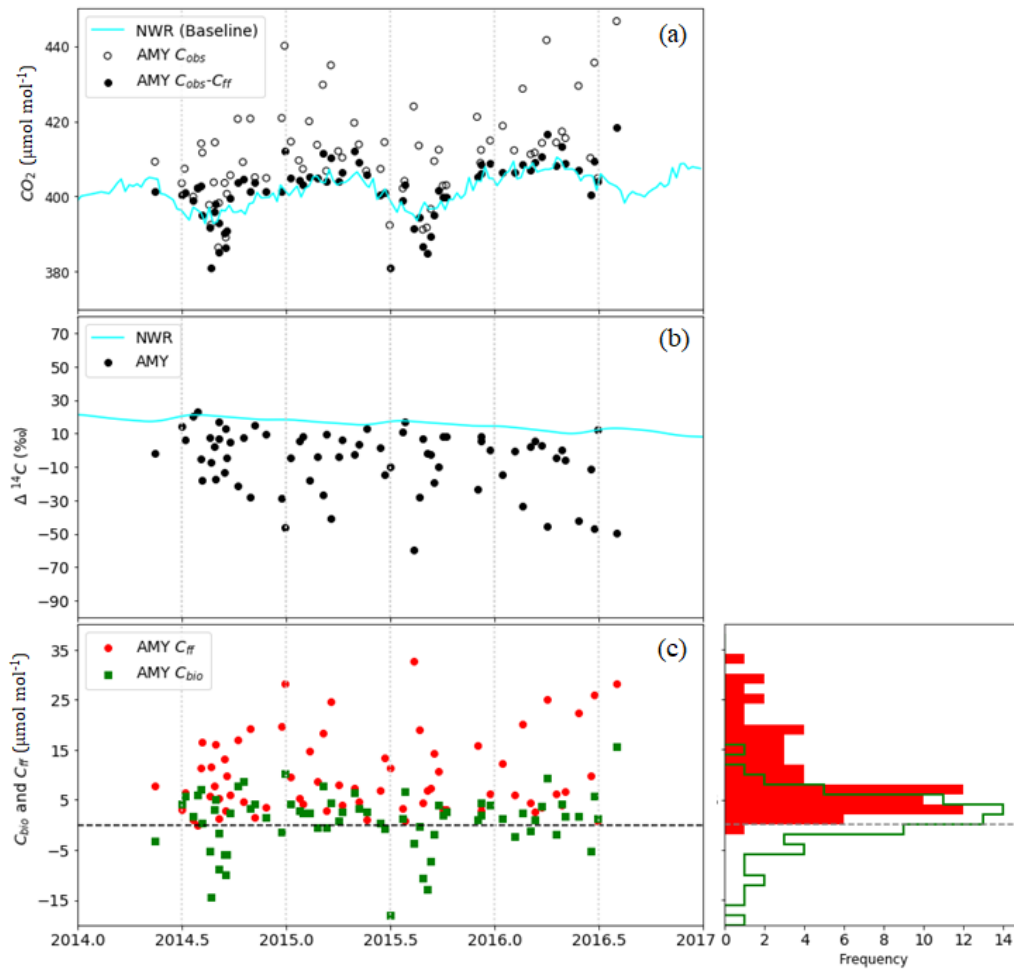 NWR (Baseline)
AMY C_obs
AMY C_obs-C_ff
(a)
CO₂ (μmol mol⁻¹)
440
420
400
380
NWR
AMY
(b)
Δ ¹⁴C (‰)
70
50
30
10
−10
−30
−50
−70
−90
AMY C_ff
AMY C_bio
(c)
C_bio and C_ff (μmol mol⁻¹)
35
25
15
5
−5
−15
2014.0 2014.5 2015.0 2015.5 2016.0 2016.5 2017
0 2 4 6 8 10 12 14
Frequency